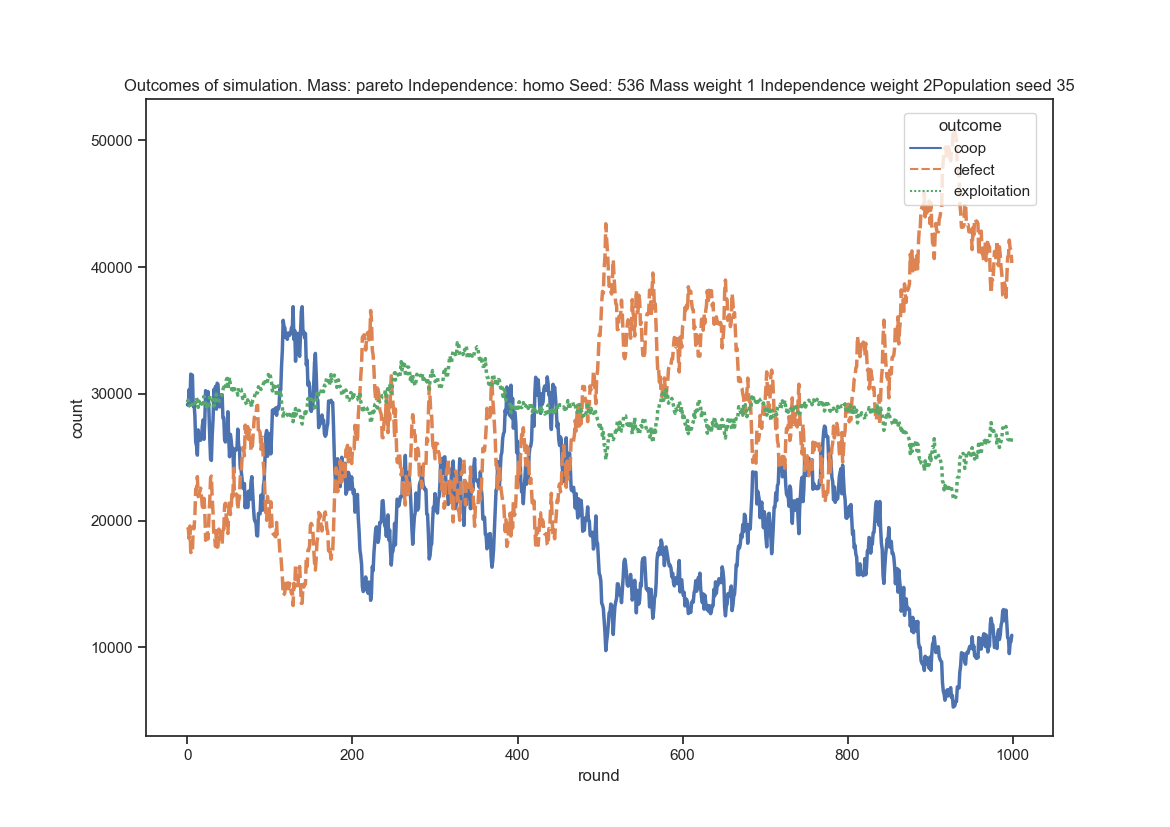 Outcomes of simulation. Mass: pareto Independence: homo Seed: 536 Mass weight 1 Independence weight 2Population seed 35
outcome
coop
defect
exploitation
50000
40000
30000
20000
10000
count
0
200
400
600
800
1000
round